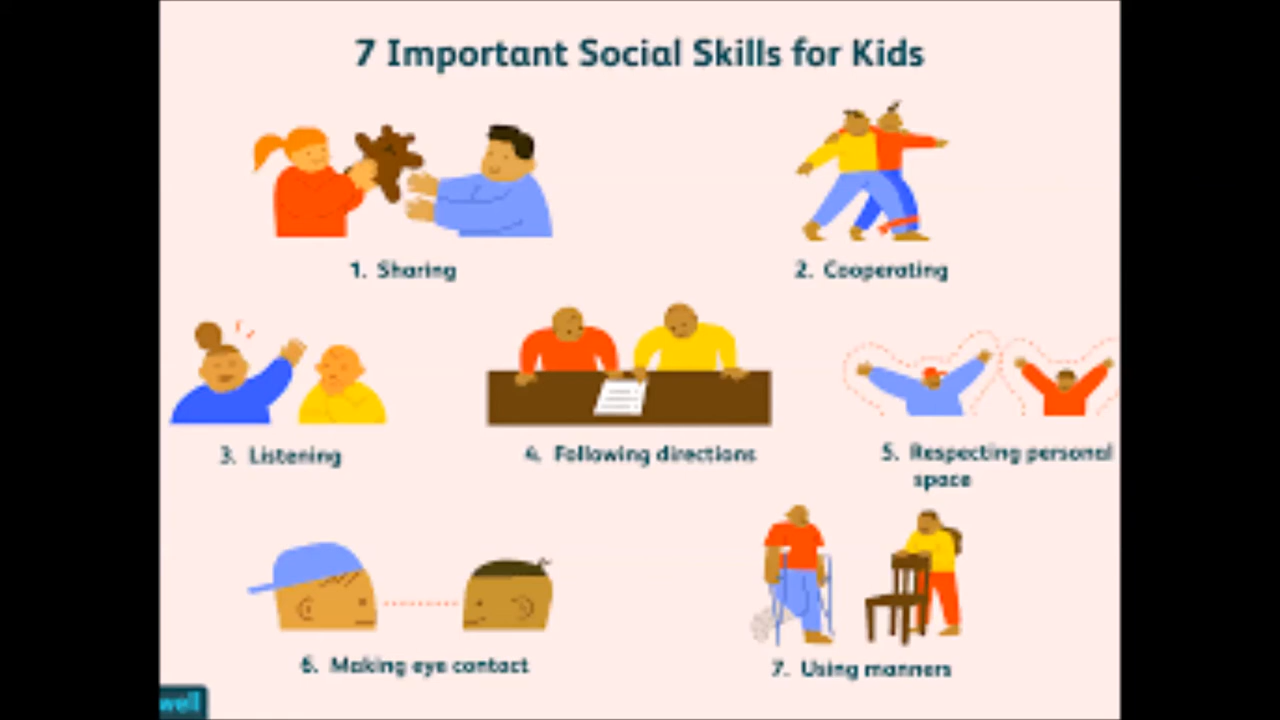 7 Important Social Skills for Kids
1. Sharing
2. Cooperating
3. Listening
4. Following directions
5. Respecting personal
space
6. Making eye contact
7. Using manners
well